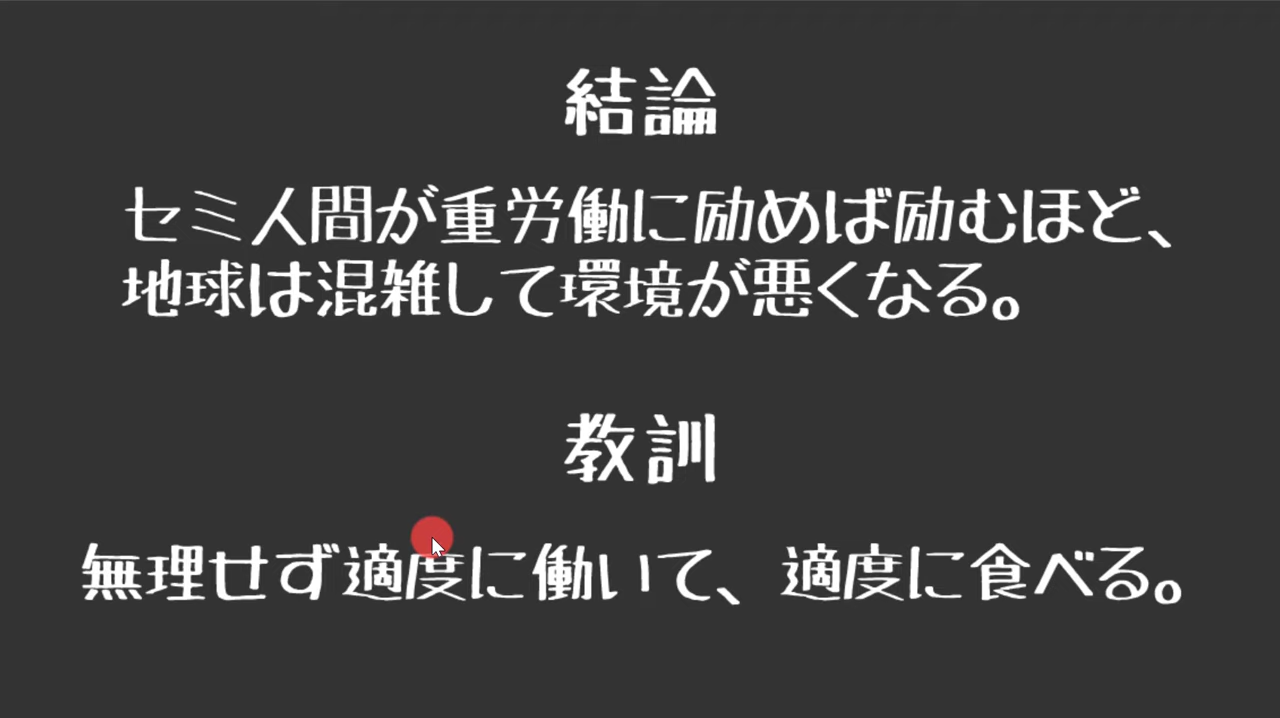 結論
セミ人間が重労働に励めば励むほど、
地球は混雑して環境が悪くなる。
教訓
無理せず適度に働いて、適度に食べる。